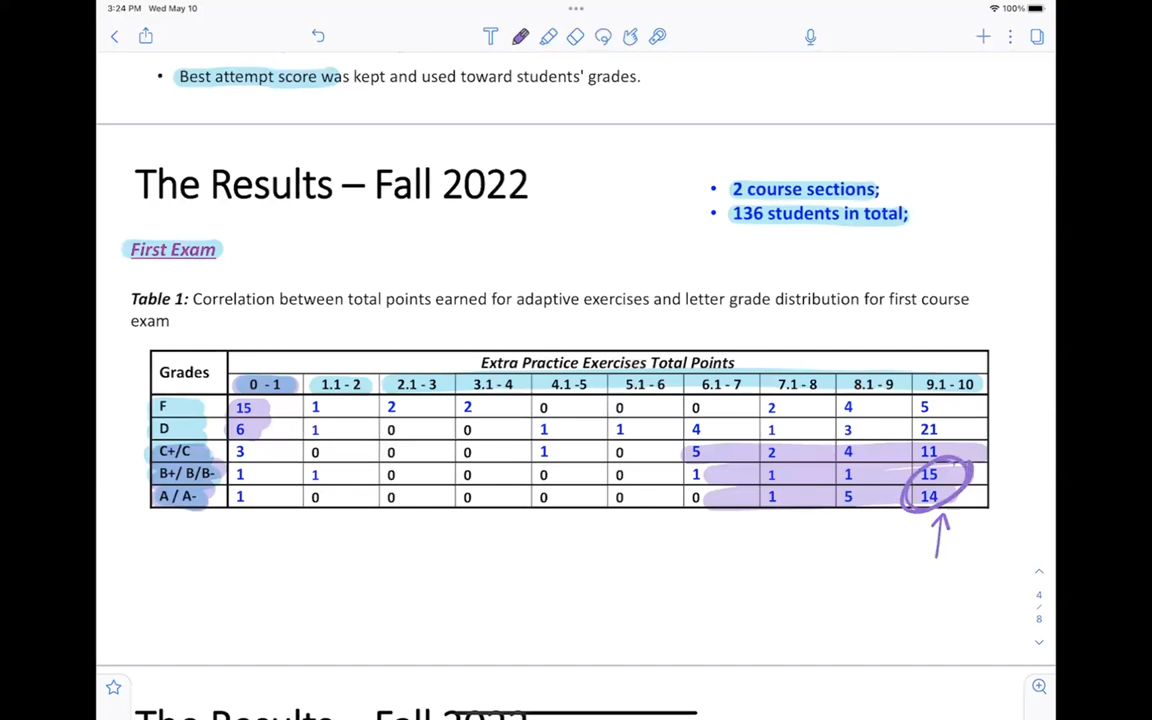 3:24 PM Wed May 10
100%
T
• Best attempt score was kept and used toward students' grades.
The Results – Fall 2022
• 2 course sections;
• 136 students in total;
First Exam
Table 1: Correlation between total points earned for adaptive exercises and letter grade distribution for first course
exam
Grades Extra Practice Exercises Total Points
0 - 1 1.1 - 2 2.1 - 3 3.1 - 4 4.1 -5 5.1 - 6 6.1 - 7 7.1 - 8 8.1 - 9 9.1 - 10
F 15 1 2 2 0 0 0 2 4 5
D 6 1 0 0 1 1 4 1 3 21
C+/C 3 0 0 0 1 0 5 2 4 11
B+/ B/B- 1 1 0 0 0 0 1 1 1 15
A / A- 1 0 0 0 0 0 0 1 5 14
4
/
8
The Results – Fall 2022